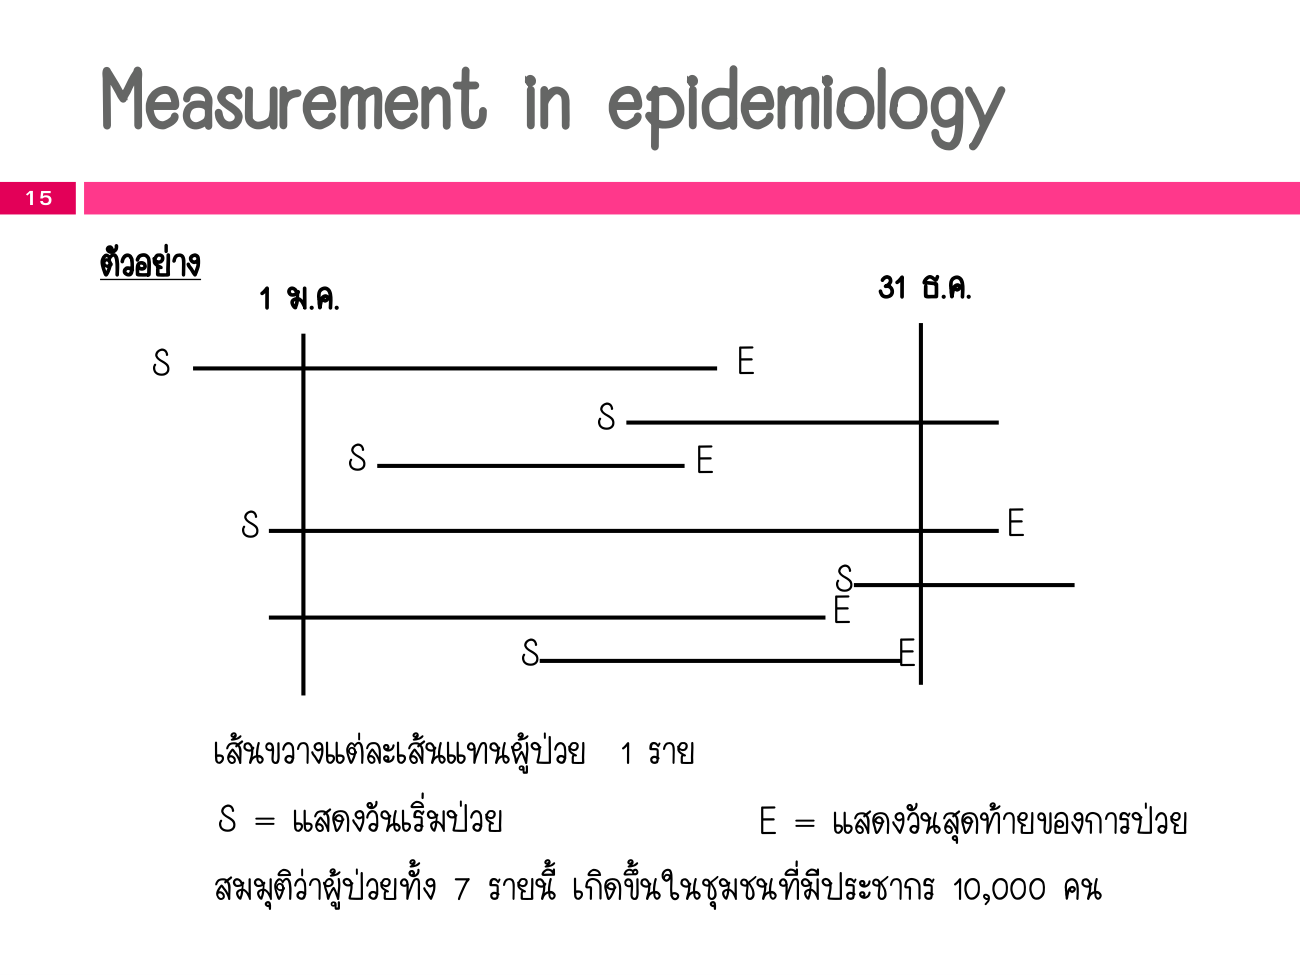 Measurement in epidemiology
15
ตัวอย่าง
1 ม.ค.
31 ธ.ค.
S E
S
S E
S E
S
E
S E
เส้นขวางแต่ละเส้นแทนผู้ป่วย 1 ราย
S = แสดงวันเริ่มป่วย E = แสดงวันสุดท้ายของการป่วย
สมมุติว่าผู้ป่วยทั้ง 7 รายนี้ เกิดขึ้นในชุมชนที่มีประชากร 10,000 คน